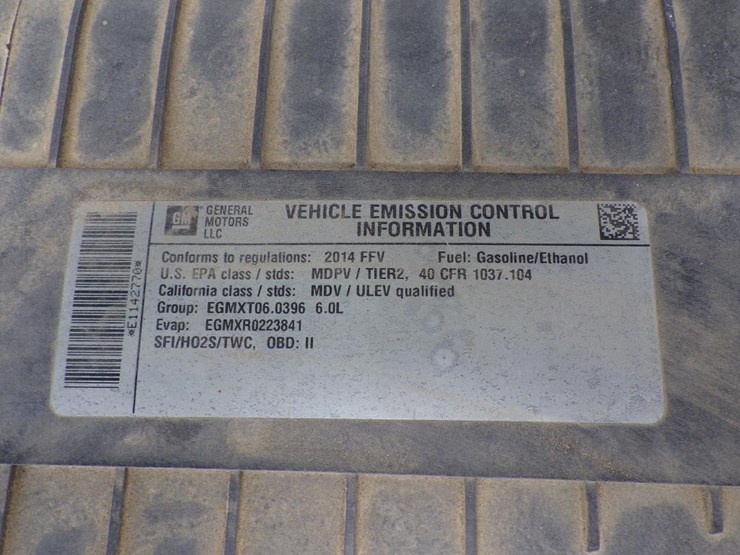 GM
GENERAL
MOTORS
LLC
VEHICLE EMISSION CONTROL
INFORMATION
Conforms to regulations: 2014 FFV Fuel: Gasoline/Ethanol
U.S. EPA class / stds: MDPV / TIER2, 40 CFR 1037.104
California class / stds: MDV / ULEV qualified
Group: EGMXT06.0396 6.0L
Evap: EGMXR0223841
SFI/HO2S/TWC, OBD: II
*E1142770*